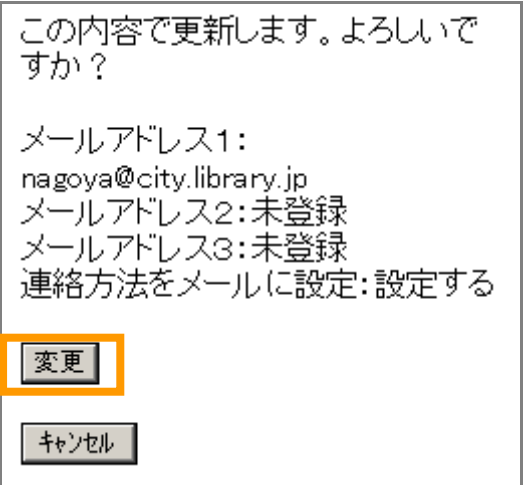 この内容で更新します。よろしいで
すか？
メールアドレス1：
nagoya@city.library.jp
メールアドレス2：未登録
メールアドレス3：未登録
連絡方法をメールに設定：設定する
変更
キャンセル